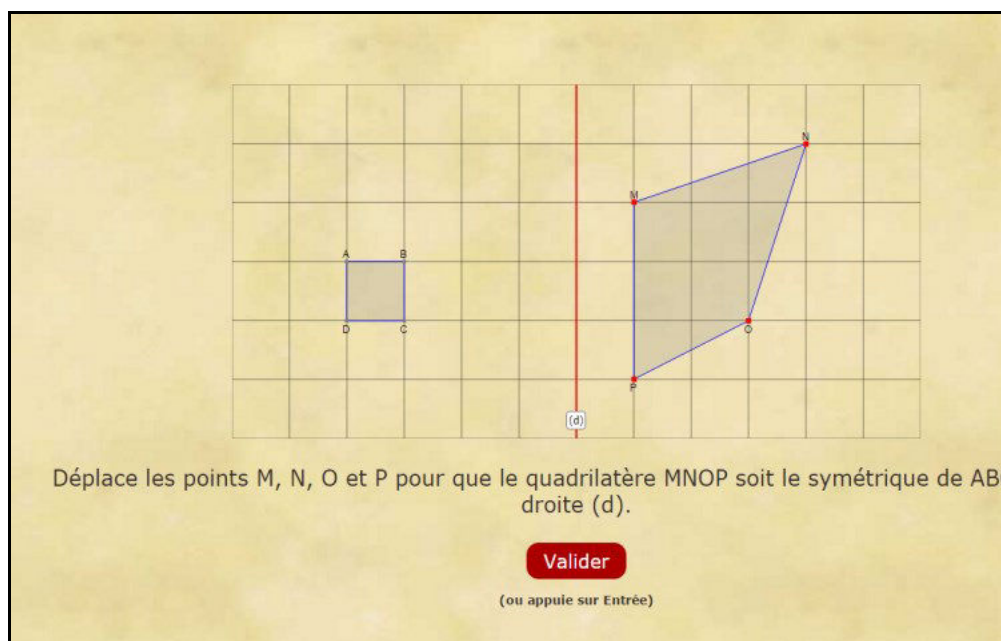 N
M
A B
D C
O
P
(d)
Déplace les points M, N, O et P pour que le quadrilatère MNOP soit le symétrique de AB
droite (d).
Valider
(ou appuie sur Entrée)